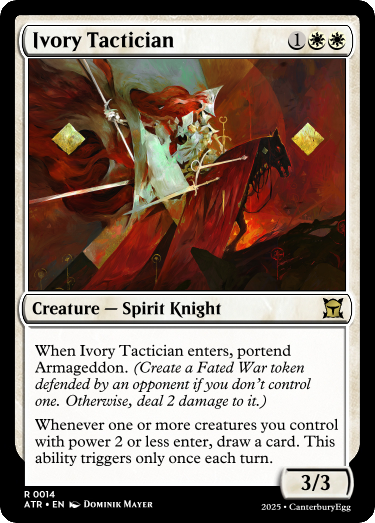 Ivory Tactician 1
Creature — Spirit Knight
When Ivory Tactician enters, portend
Armageddon. (Create a Fated War token
defended by an opponent if you don't control
one. Otherwise, deal 2 damage to it.)
Whenever one or more creatures you control
with power 2 or less enter, draw a card. This
ability triggers only once each turn.
3/3
R 0014
ATR • EN Dominik Mayer
2025 • CanterburyEgg